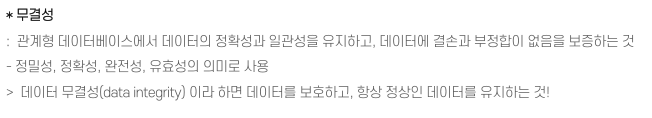 * 무결성
: 관계형 데이터베이스에서 데이터의 정확성과 일관성을 유지하고, 데이터에 결손과 부정합이 없음을 보증하는 것
- 정밀성, 정확성, 완전성, 유효성의 의미로 사용
> 데이터 무결성(data integrity) 이라 하면 데이터를 보호하고, 항상 정상인 데이터를 유지하는 것!